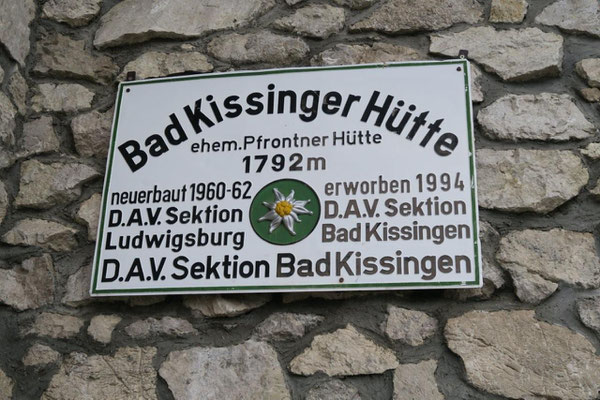 Bad Kissinger Hütte
ehem. Pfrontner Hütte
1792 m
neuerbaut 1960-62
D.A.V. Sektion
Ludwigsburg
erworben 1994
D.A.V. Sektion
Bad Kissingen
D.A.V. Sektion Bad Kissingen